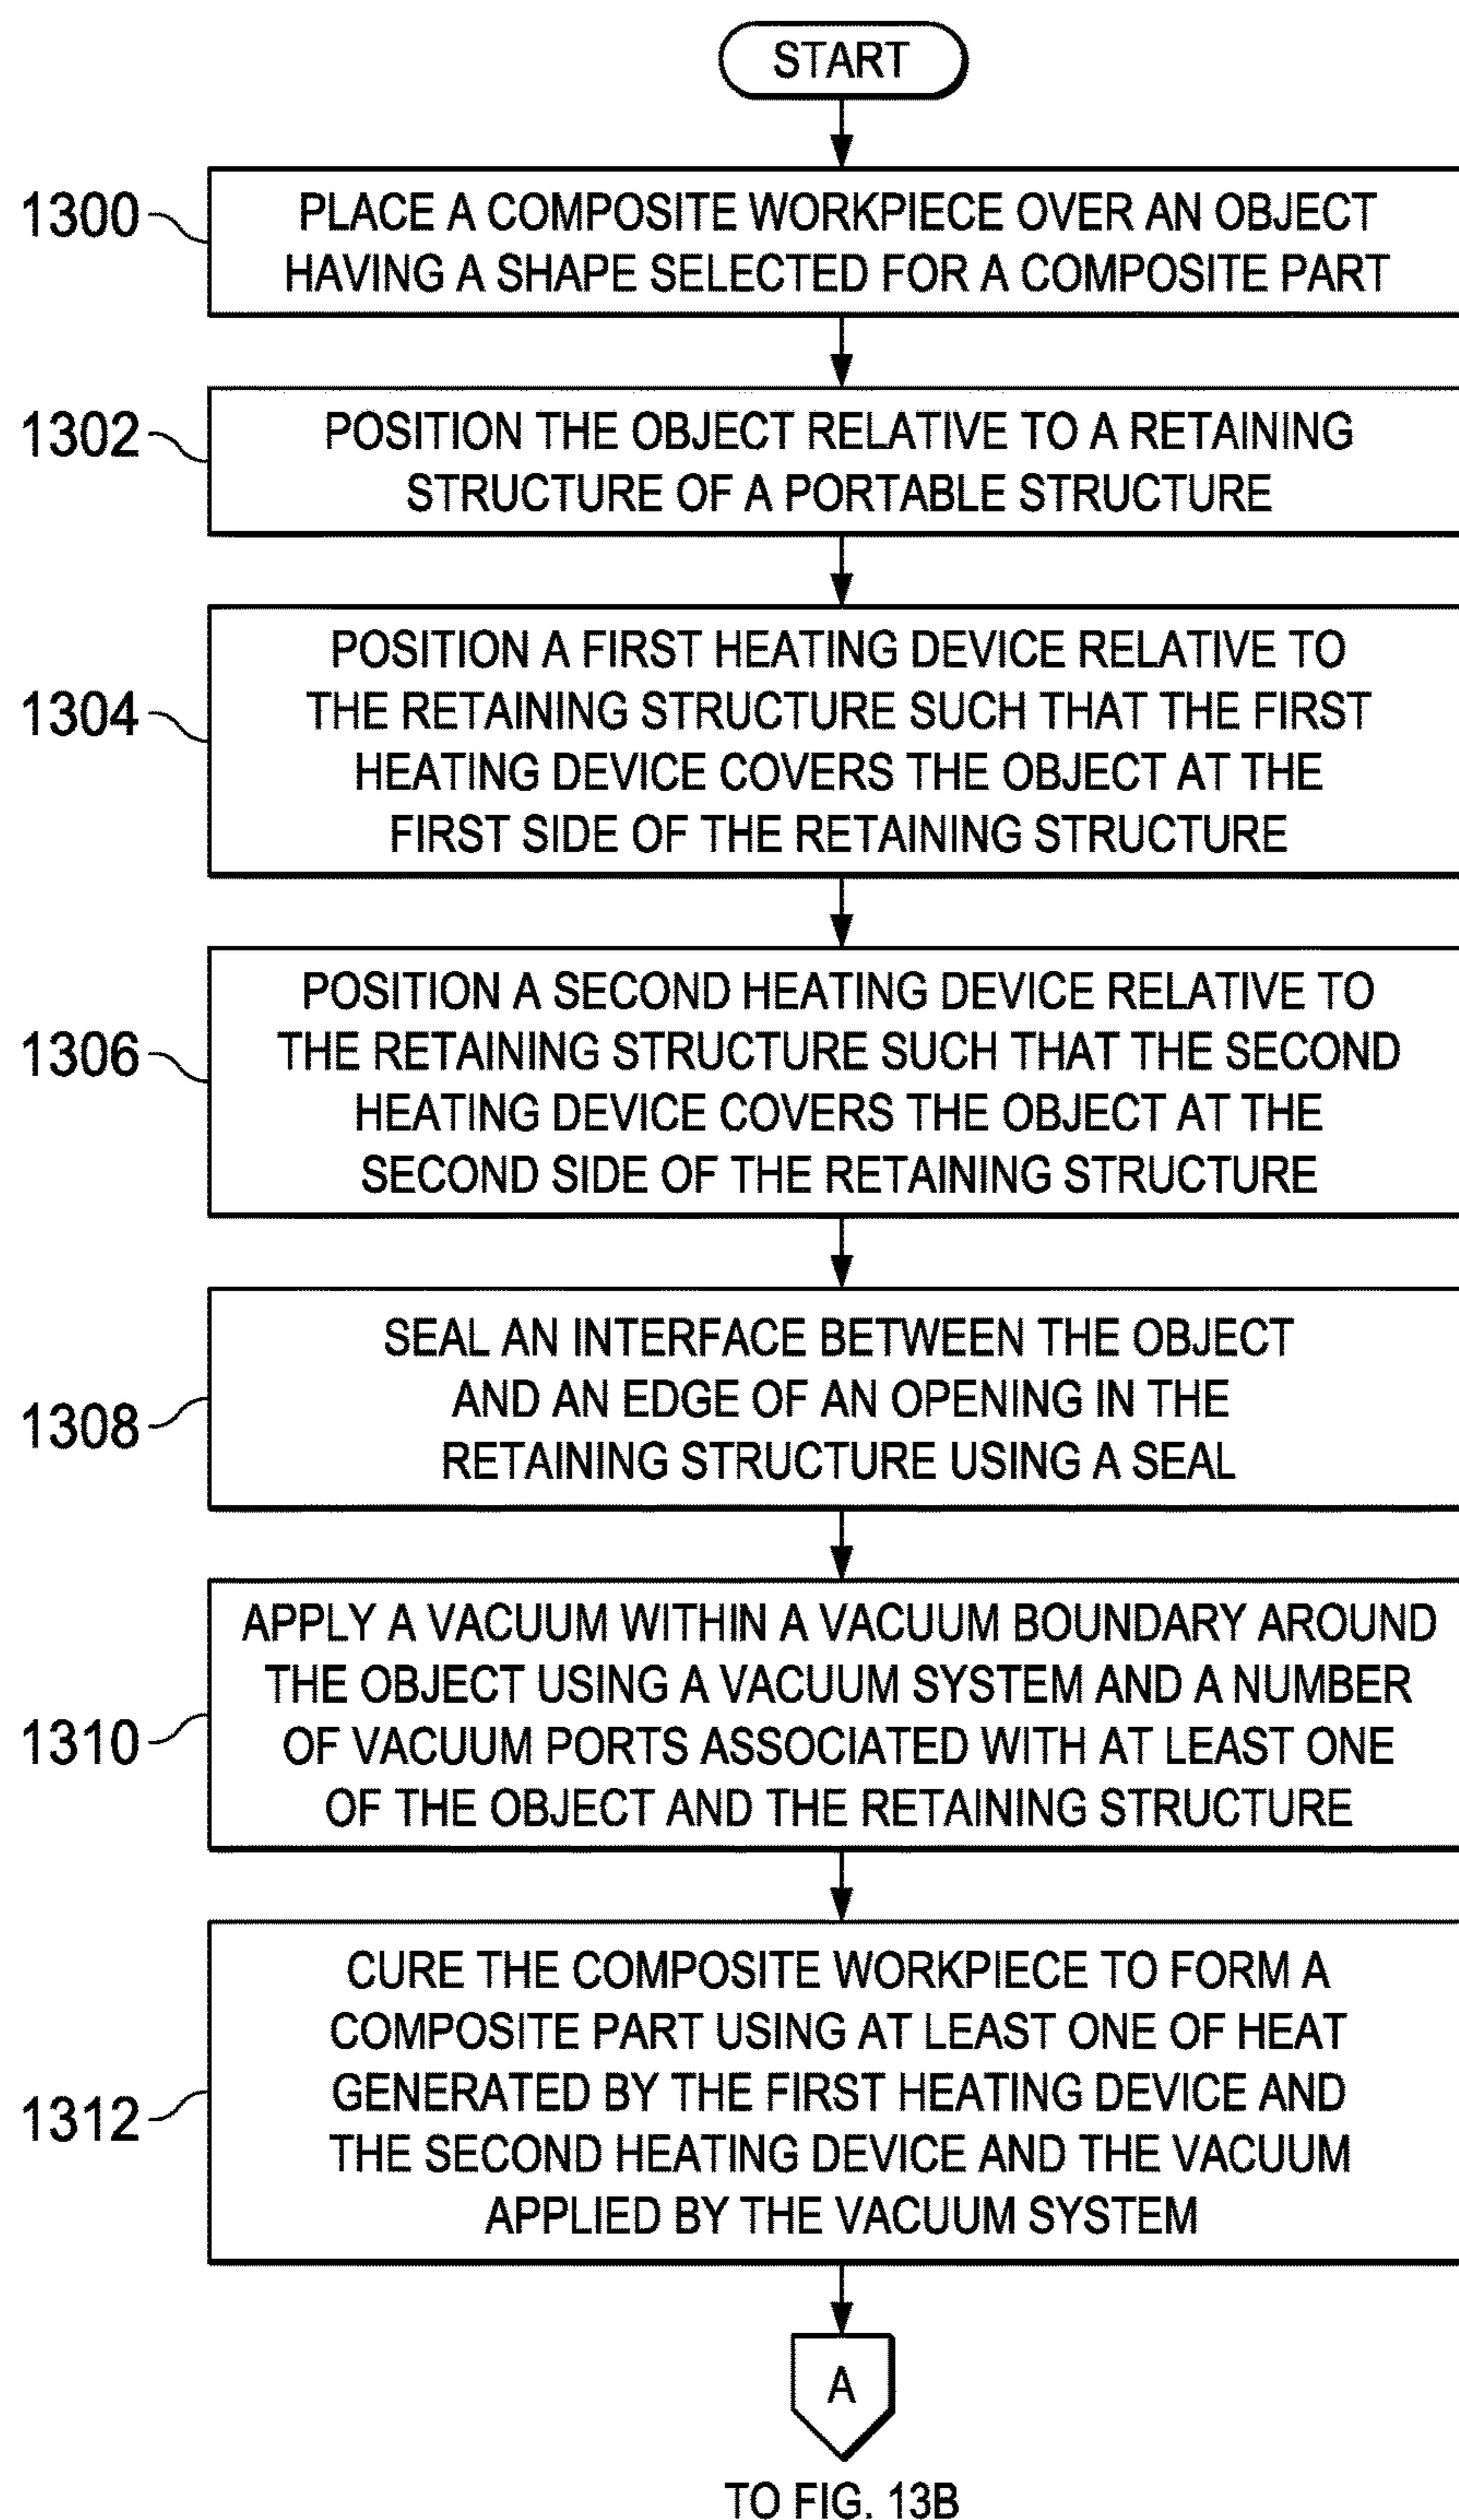 START
1300
PLACE A COMPOSITE WORKPIECE OVER AN OBJECT
HAVING A SHAPE SELECTED FOR A COMPOSITE PART
1302
POSITION THE OBJECT RELATIVE TO A RETAINING
STRUCTURE OF A PORTABLE STRUCTURE
1304
POSITION A FIRST HEATING DEVICE RELATIVE TO
THE RETAINING STRUCTURE SUCH THAT THE FIRST
HEATING DEVICE COVERS THE OBJECT AT THE
FIRST SIDE OF THE RETAINING STRUCTURE
1306
POSITION A SECOND HEATING DEVICE RELATIVE TO
THE RETAINING STRUCTURE SUCH THAT THE SECOND
HEATING DEVICE COVERS THE OBJECT AT THE
SECOND SIDE OF THE RETAINING STRUCTURE
1308
SEAL AN INTERFACE BETWEEN THE OBJECT
AND AN EDGE OF AN OPENING IN THE
RETAINING STRUCTURE USING A SEAL
1310
APPLY A VACUUM WITHIN A VACUUM BOUNDARY AROUND
THE OBJECT USING A VACUUM SYSTEM AND A NUMBER
OF VACUUM PORTS ASSOCIATED WITH AT LEAST ONE
OF THE OBJECT AND THE RETAINING STRUCTURE
1312
CURE THE COMPOSITE WORKPIECE TO FORM A
COMPOSITE PART USING AT LEAST ONE OF HEAT
GENERATED BY THE FIRST HEATING DEVICE AND
THE SECOND HEATING DEVICE AND THE VACUUM
APPLIED BY THE VACUUM SYSTEM
A
TO FIG. 13B